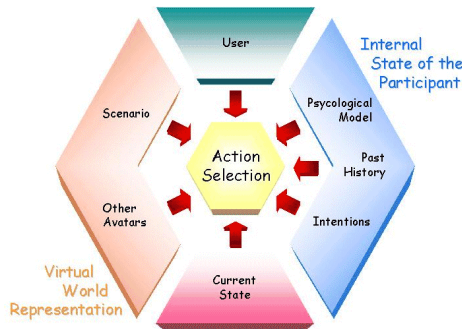 User
Internal
State of the
Participant
Scenario
Psycological
Model
Action
Selection
Past
History
Other
Avatars
Intentions
Virtual
World
Representation
Current
State